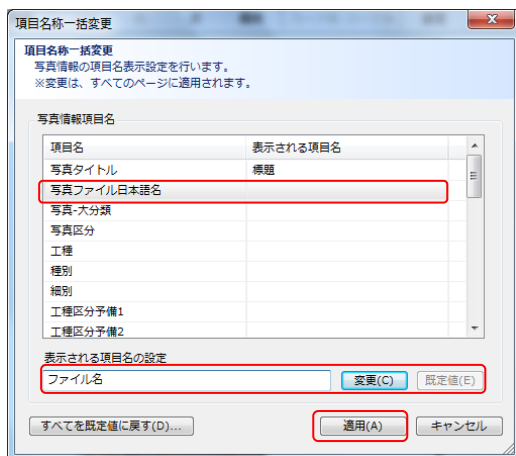 項目名称一括変更
項目名称一括変更
写真情報の項目名表示設定を行います。
※変更は、すべてのページに適用されます。
写真情報項目名
項目名 表示される項目名
写真タイトル 標題
写真ファイル日本語名
写真-大分類
写真区分
工種
種別
細別
工種区分予備1
工種区分予備2
表示される項目名の設定
ファイル名 変更(C) 既定値(E)
すべてを既定値に戻す(D)... 適用(A) キャンセル